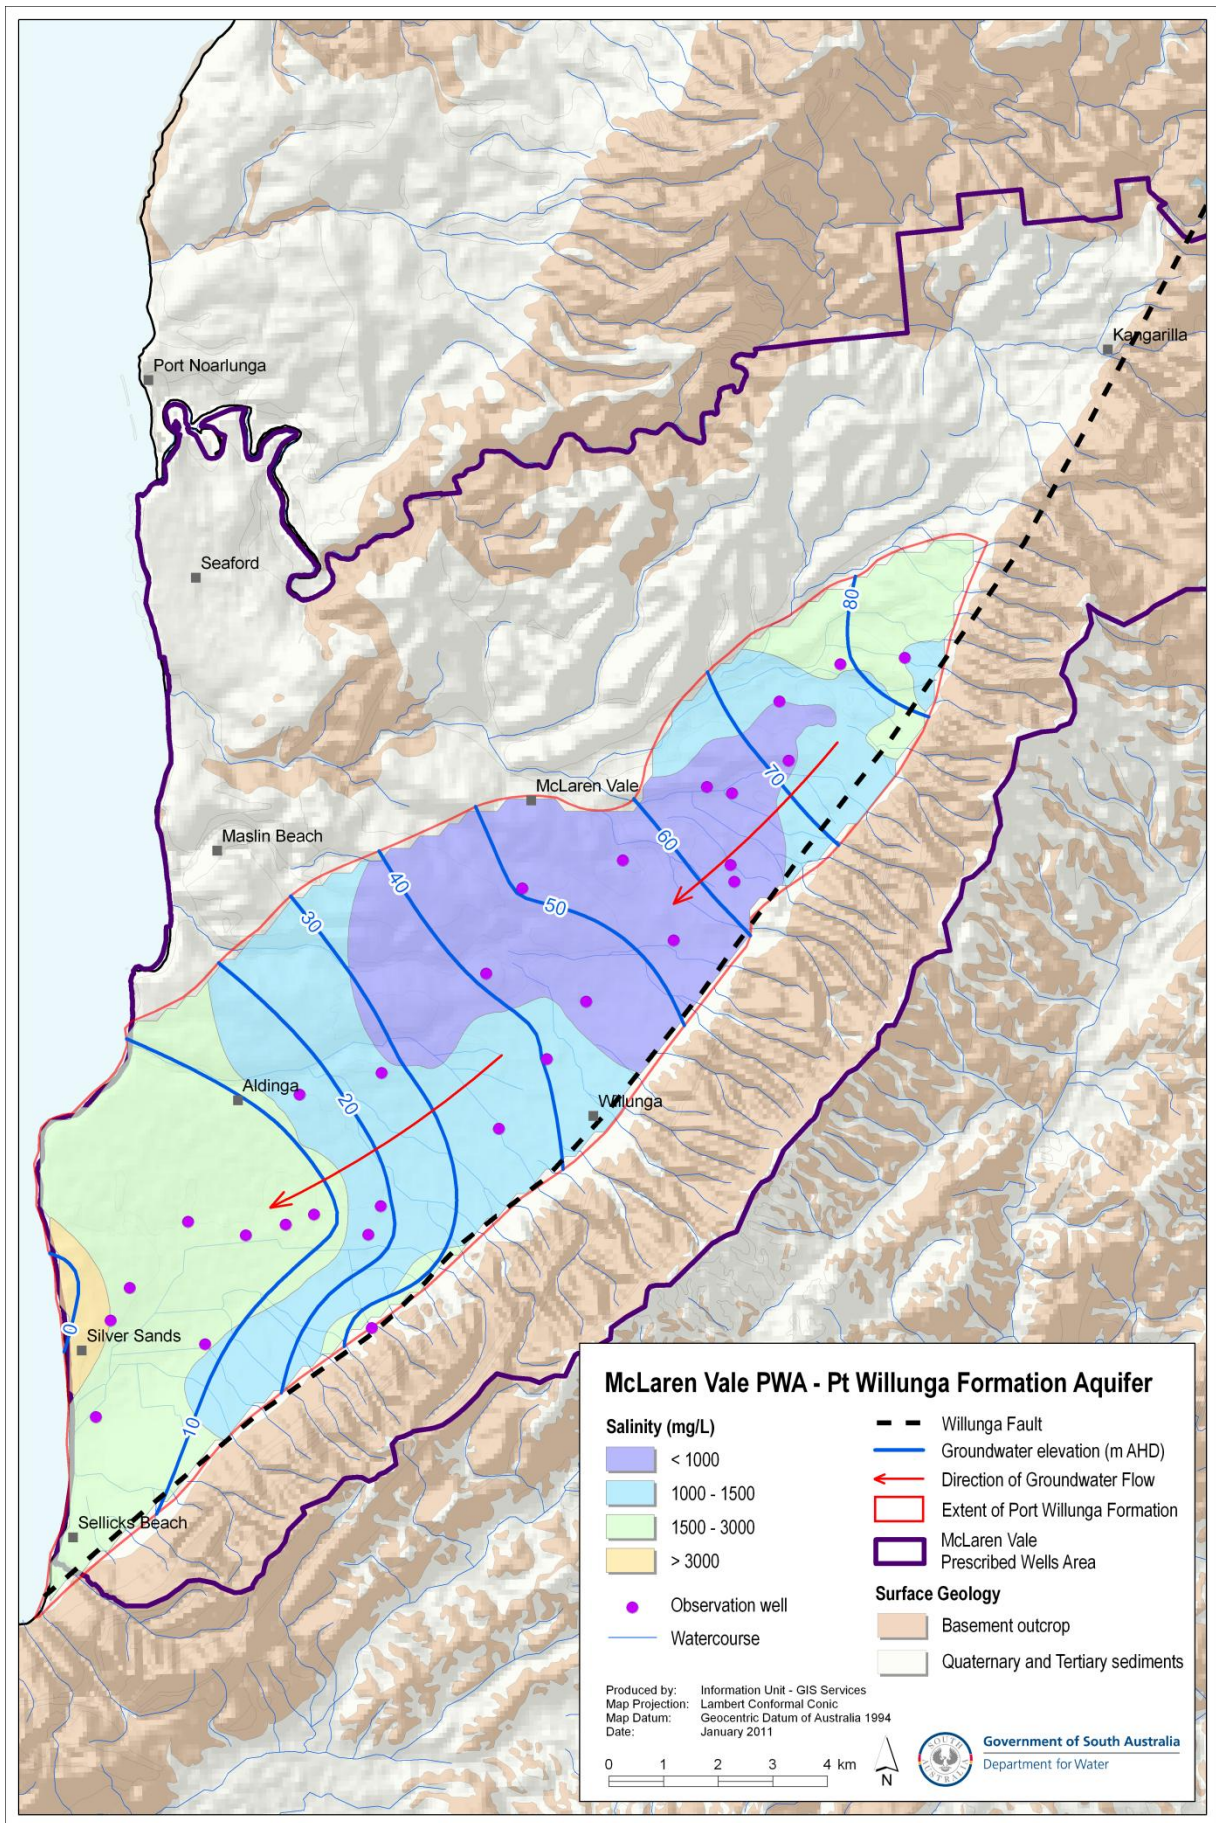 Kangarilla
Port Noarlunga
Seaford
80
70
McLaren Vale
60
Maslin Beach
40
50
30
Aldinga
20
Willunga
0
Silver Sands
10
Sellicks Beach
McLaren Vale PWA - Pt Willunga Formation Aquifer
Salinity (mg/L)
< 1000
1000 - 1500
1500 - 3000
> 3000
Observation well
Watercourse
Willunga Fault
Groundwater elevation (m AHD)
Direction of Groundwater Flow
Extent of Port Willunga Formation
McLaren Vale
Prescribed Wells Area
Surface Geology
Basement outcrop
Quaternary and Tertiary sediments
Produced by: Information Unit - GIS Services
Map Projection: Lambert Conformal Conic
Map Datum: Geocentric Datum of Australia 1994
Date: January 2011
0 1 2 3 4 km
N
SOUTH
AUSTRALIA
Government of South Australia
Department for Water